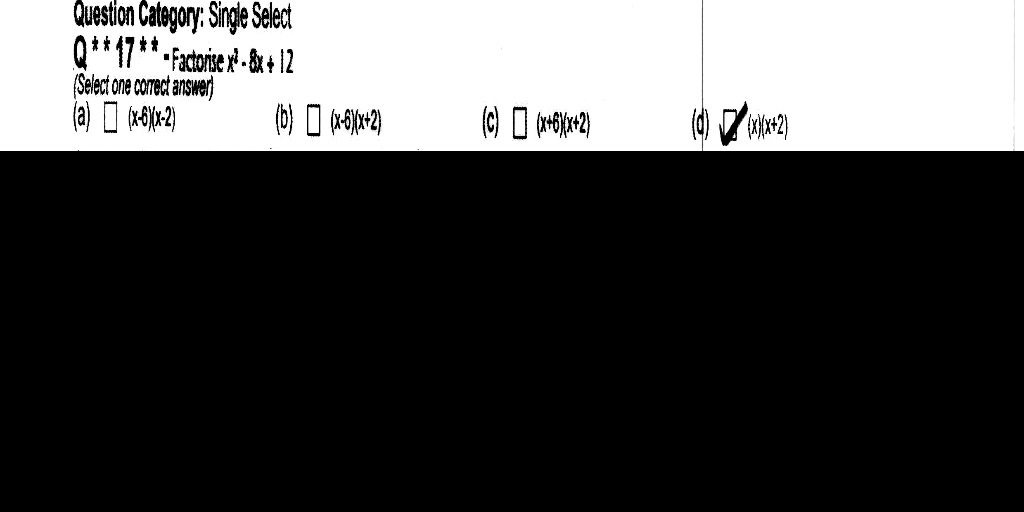 Question Category: Single Select
Q**17** - Factorise x² - 8x + 12
(Select one correct answer)
(a) ☐ (x-6)(x-2) (b) ☐ (x-6)(x+2) (c) ☐ (x+6)(x+2) (d) ☑ (x)(x+2)